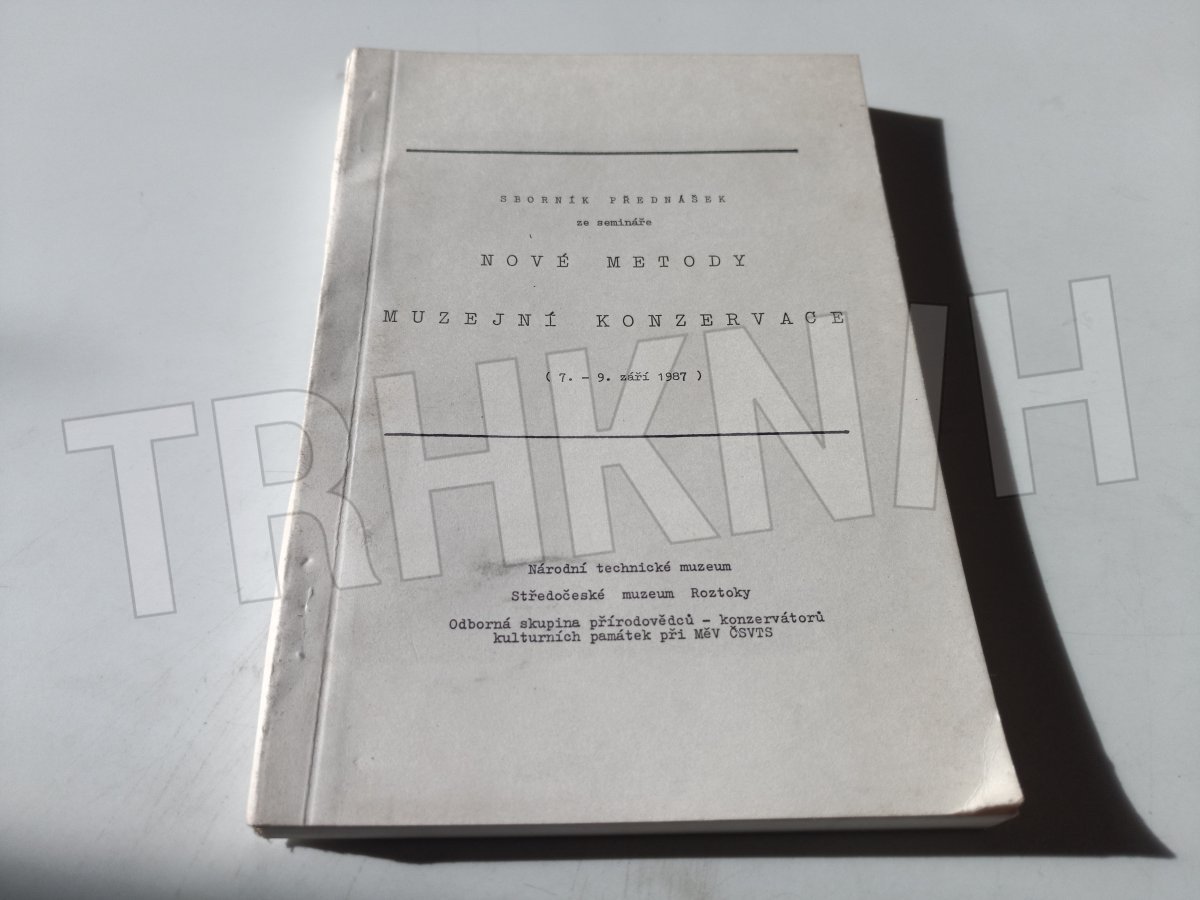 SBORNÍK PŘEDNÁŠEK
ze semináře
NOVÉ METODY
MUZEJNÍ KONZERVACE
( 7. - 9. září 1987 )
TRHKNIH
Národní technické muzeum
Středočeské muzeum Roztoky
Odborná skupina přírodovědců - konzervátorů
kulturních památek při MěV ČSVTS